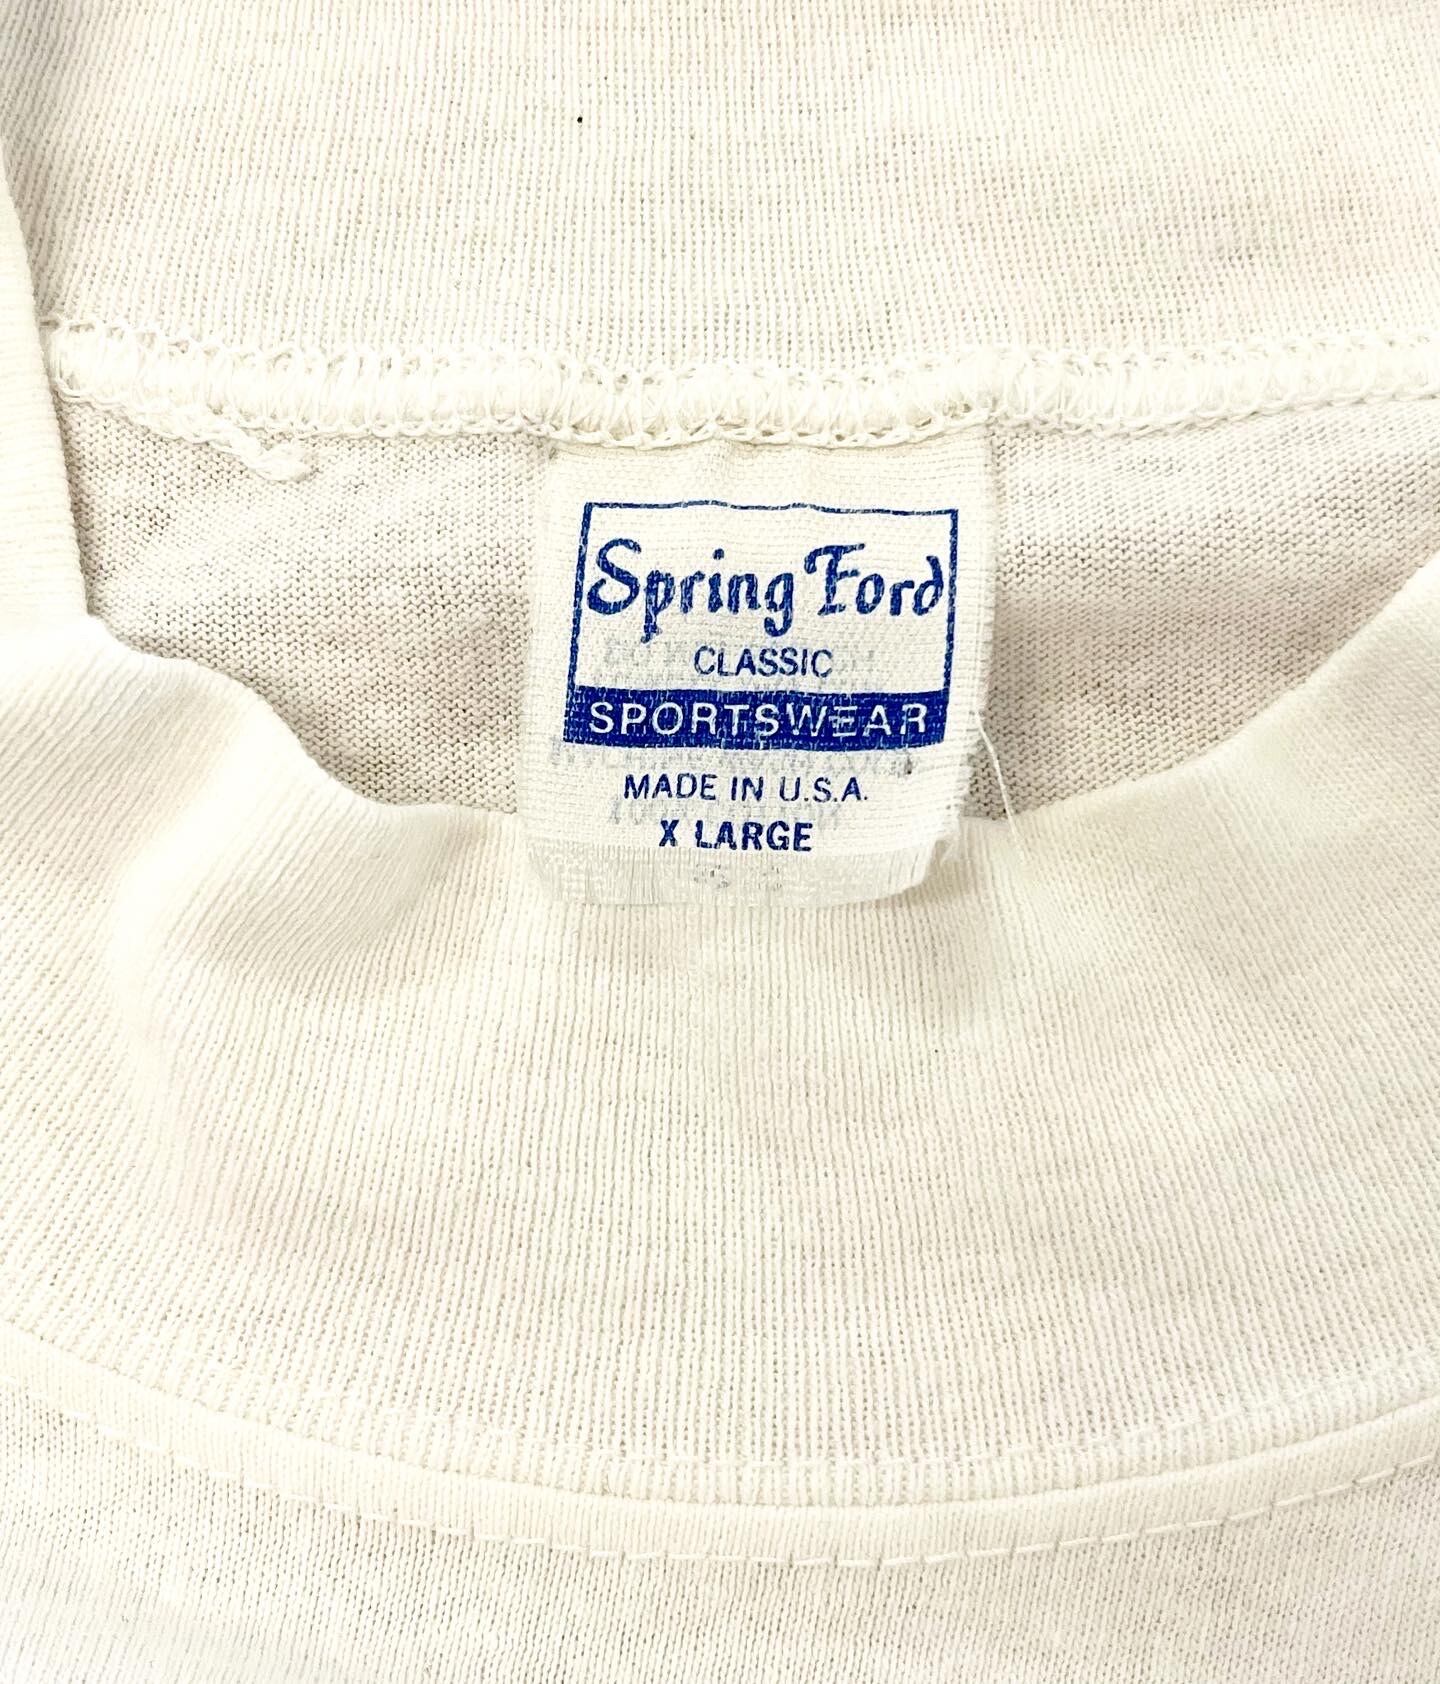 Spring Ford
CLASSIC
SPORTSWEAR
MADE IN U.S.A.
X LARGE